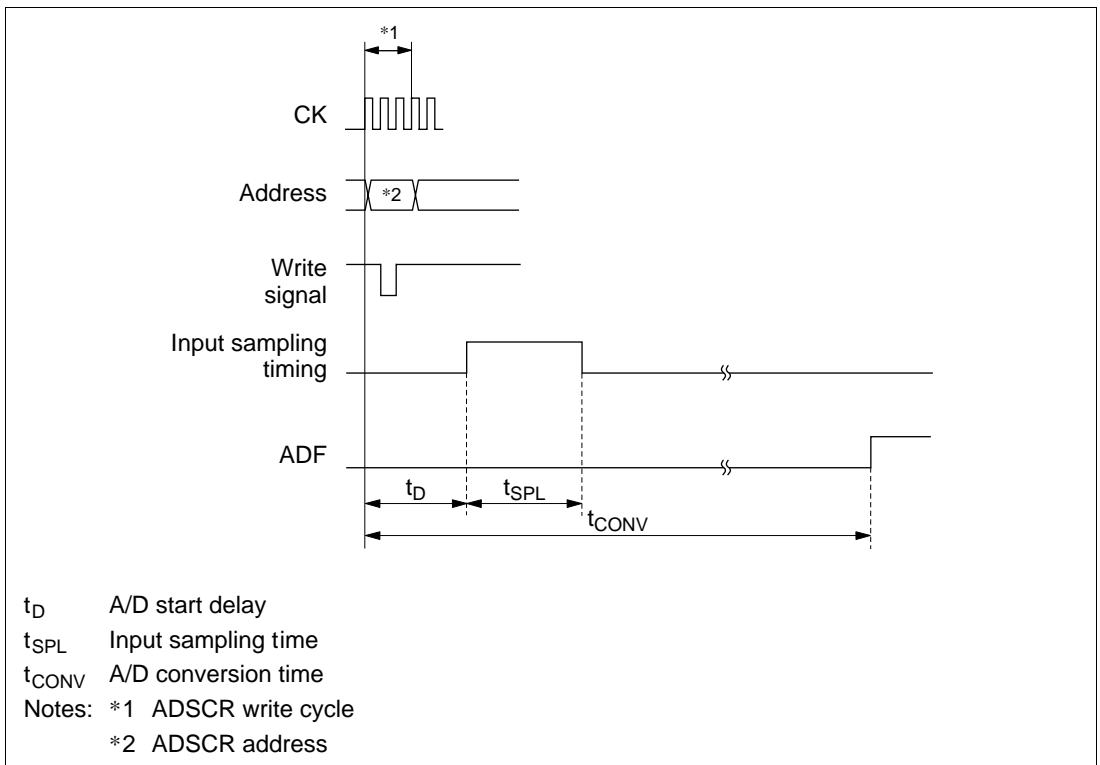 *1
CK
Address
*2
Write
signal
Input sampling
timing
ADF
tD
tSPL
tCONV
tD A/D start delay
tSPL Input sampling time
tCONV A/D conversion time
Notes: *1 ADSCR write cycle
*2 ADSCR address